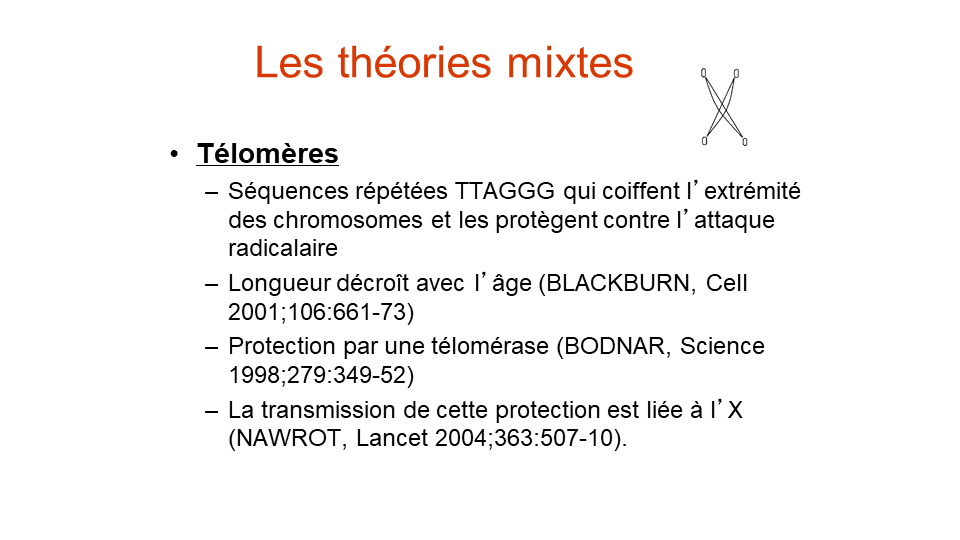 Les théories mixtes
• Télomères
– Séquences répétées TTAGGG qui coiffent l’extrémité
des chromosomes et les protègent contre l’attaque
radicalaire
– Longueur décroît avec l’âge (BLACKBURN, Cell
2001;106:661-73)
– Protection par une télomérase (BODNAR, Science
1998;279:349-52)
– La transmission de cette protection est liée à l’X
(NAWROT, Lancet 2004;363:507-10).